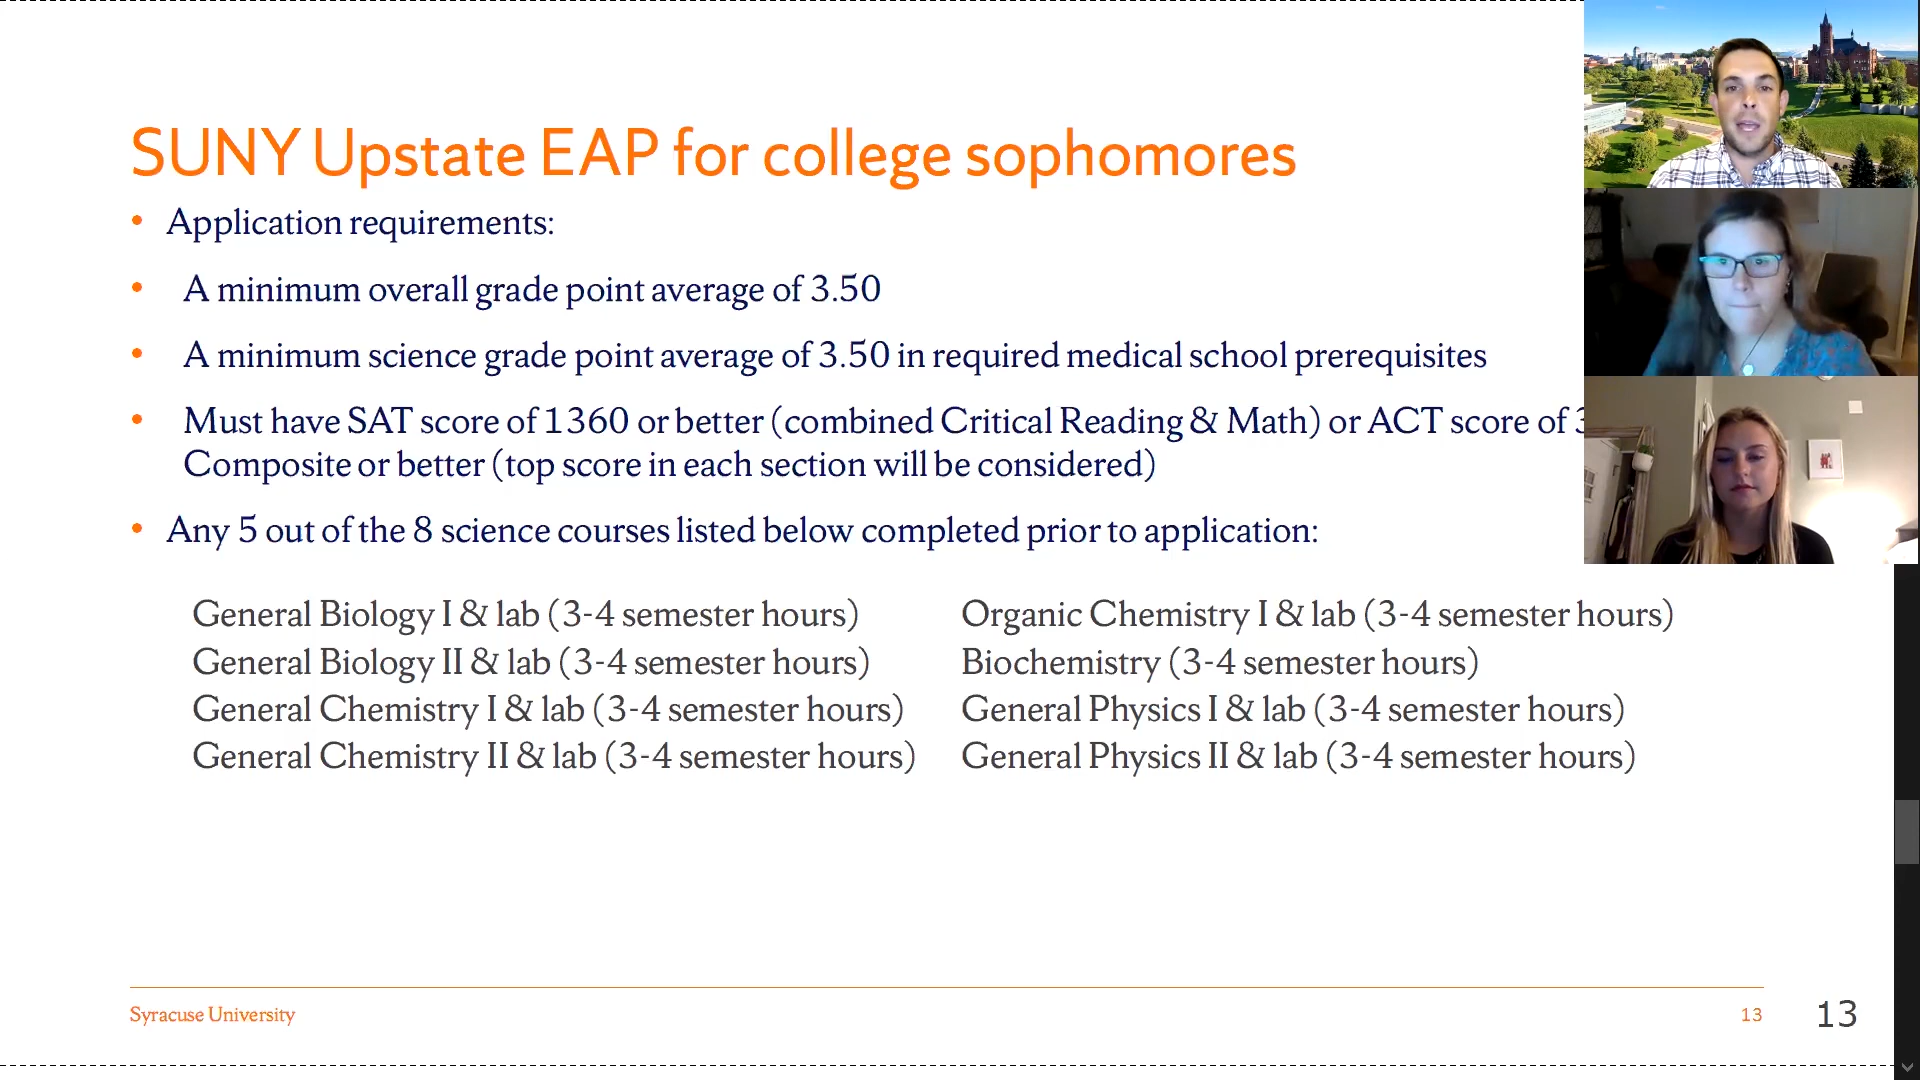 SUNY Upstate EAP for college sophomores
• Application requirements:
• A minimum overall grade point average of 3.50
• A minimum science grade point average of 3.50 in required medical school prerequisites
• Must have SAT score of 1360 or better (combined Critical Reading & Math) or ACT score of
Composite or better (top score in each section will be considered)
• Any 5 out of the 8 science courses listed below completed prior to application:
General Biology I & lab (3-4 semester hours)
General Biology II & lab (3-4 semester hours)
General Chemistry I & lab (3-4 semester hours)
General Chemistry II & lab (3-4 semester hours)
Organic Chemistry I & lab (3-4 semester hours)
Biochemistry (3-4 semester hours)
General Physics I & lab (3-4 semester hours)
General Physics II & lab (3-4 semester hours)
Syracuse University
13
13